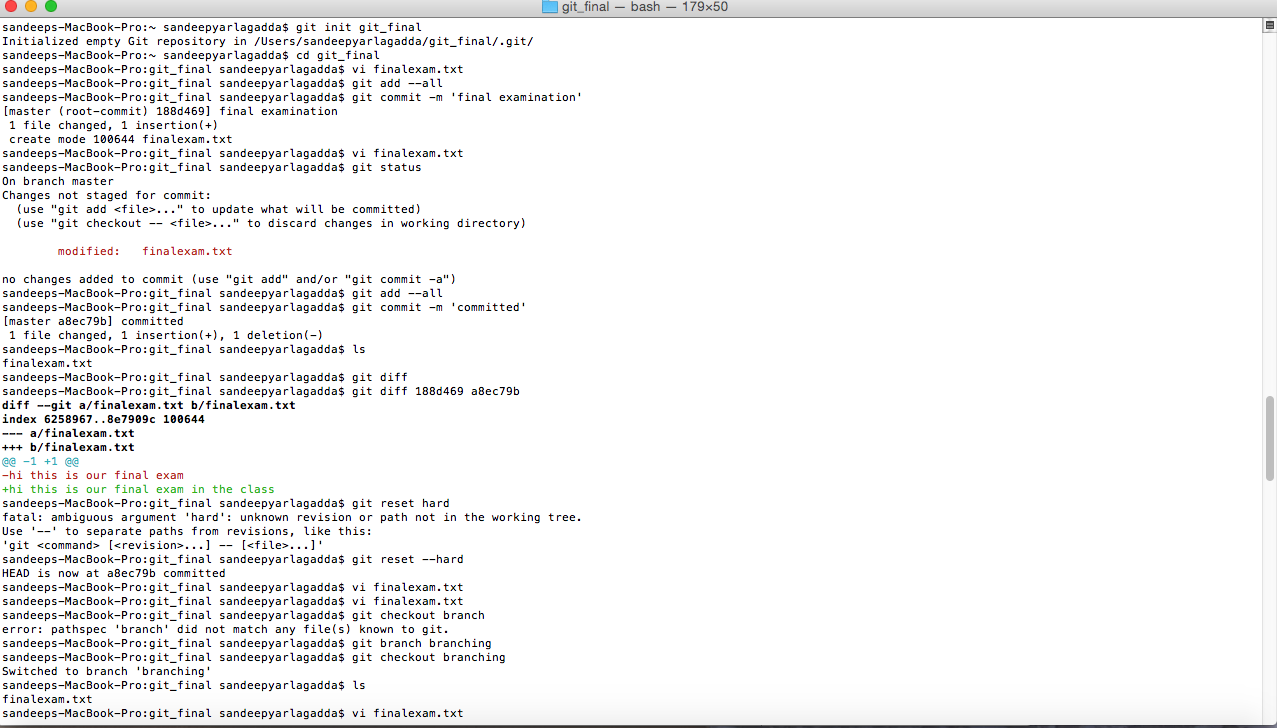 git_final — bash — 179×50
sandeeps-MacBook-Pro:~ sandeepyarlagadda$ git init git_final
Initialized empty Git repository in /Users/sandeepyarlagadda/git_final/.git/
sandeeps-MacBook-Pro:~ sandeepyarlagadda$ cd git_final
sandeeps-MacBook-Pro:git_final sandeepyarlagadda$ vi finalexam.txt
sandeeps-MacBook-Pro:git_final sandeepyarlagadda$ git add --all
sandeeps-MacBook-Pro:git_final sandeepyarlagadda$ git commit -m 'final examination'
[master (root-commit) 188d469] final examination
 1 file changed, 1 insertion(+)
 create mode 100644 finalexam.txt
sandeeps-MacBook-Pro:git_final sandeepyarlagadda$ vi finalexam.txt
sandeeps-MacBook-Pro:git_final sandeepyarlagadda$ git status
On branch master
Changes not staged for commit:
  (use "git add <file>..." to update what will be committed)
  (use "git checkout -- <file>..." to discard changes in working directory)
        modified:   finalexam.txt
no changes added to commit (use "git add" and/or "git commit -a")
sandeeps-MacBook-Pro:git_final sandeepyarlagadda$ git add --all
sandeeps-MacBook-Pro:git_final sandeepyarlagadda$ git commit -m 'committed'
[master a8ec79b] committed
 1 file changed, 1 insertion(+), 1 deletion(-)
sandeeps-MacBook-Pro:git_final sandeepyarlagadda$ ls
finalexam.txt
sandeeps-MacBook-Pro:git_final sandeepyarlagadda$ git diff
sandeeps-MacBook-Pro:git_final sandeepyarlagadda$ git diff 188d469 a8ec79b
diff --git a/finalexam.txt b/finalexam.txt
index 6258967..8e7909c 100644
--- a/finalexam.txt
+++ b/finalexam.txt
@@ -1 +1 @@
-hi this is our final exam
+hi this is our final exam in the class
sandeeps-MacBook-Pro:git_final sandeepyarlagadda$ git reset hard
fatal: ambiguous argument 'hard': unknown revision or path not in the working tree.
Use '--' to separate paths from revisions, like this:
'git <command> [<revision>...] -- [<file>...]'
sandeeps-MacBook-Pro:git_final sandeepyarlagadda$ git reset --hard
HEAD is now at a8ec79b committed
sandeeps-MacBook-Pro:git_final sandeepyarlagadda$ vi finalexam.txt
sandeeps-MacBook-Pro:git_final sandeepyarlagadda$ vi finalexam.txt
sandeeps-MacBook-Pro:git_final sandeepyarlagadda$ git checkout branch
error: pathspec 'branch' did not match any file(s) known to git.
sandeeps-MacBook-Pro:git_final sandeepyarlagadda$ git branch branching
sandeeps-MacBook-Pro:git_final sandeepyarlagadda$ git checkout branching
Switched to branch 'branching'
sandeeps-MacBook-Pro:git_final sandeepyarlagadda$ ls
finalexam.txt
sandeeps-MacBook-Pro:git_final sandeepyarlagadda$ vi finalexam.txt